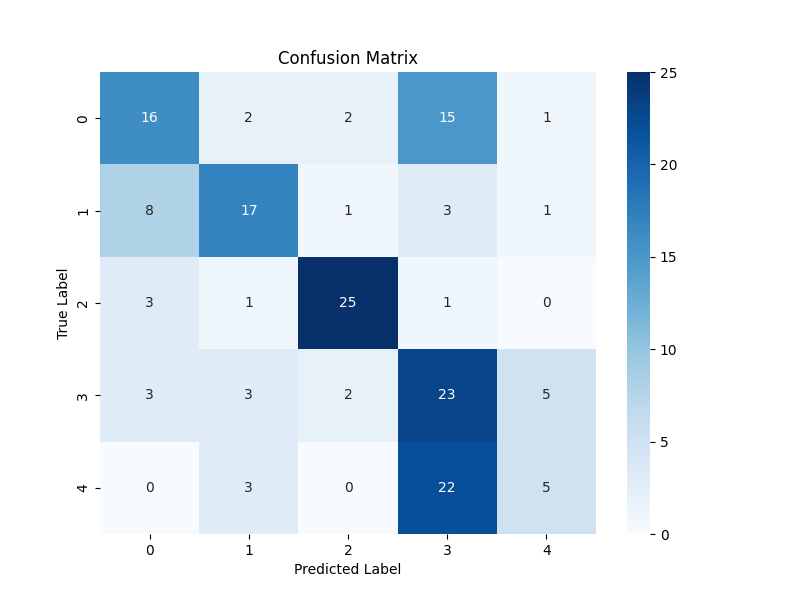 Confusion Matrix
0 16 2 2 15 1
1 8 17 1 3 1
2 3 1 25 1 0
3 3 3 2 23 5
4 0 3 0 22 5
0 1 2 3 4
Predicted Label
True Label
25
20
15
10
5
0